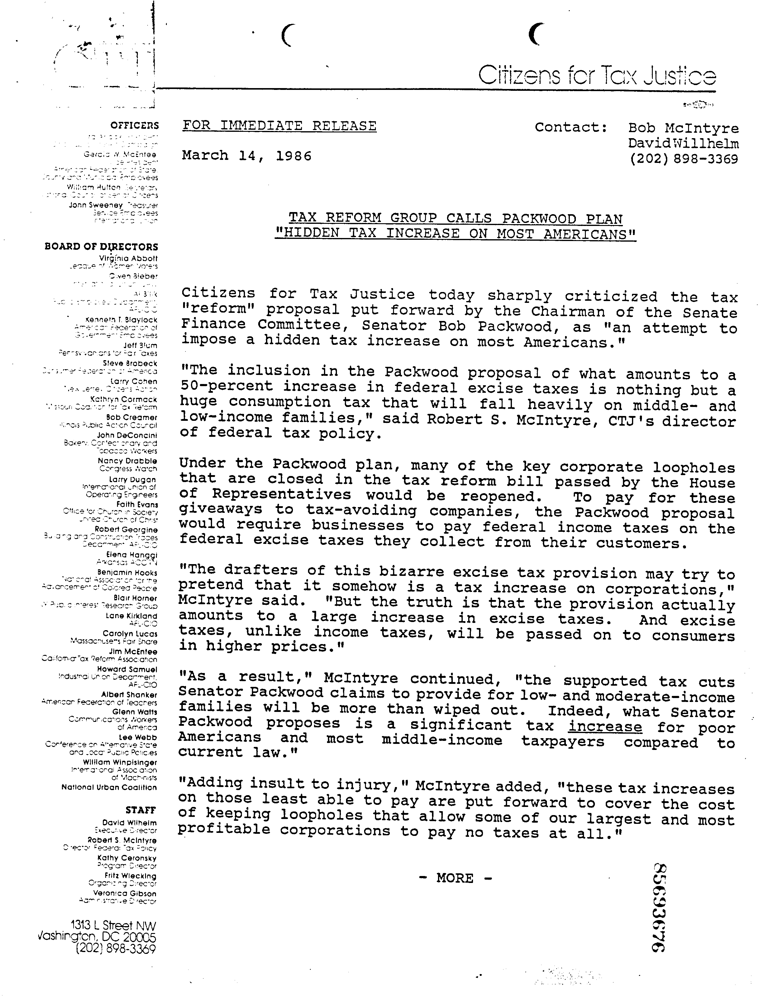 Citizens for Tax Justice
OFFICERS
Gerald W. McEntee
William Hutton
John Sweeney Treasurer
Service Employees
International Union
BOARD OF DIRECTORS
Virginia Abbott
League of Women Voters
Owen Bieber
Kenneth T. Blaylock
American Federation of
Government Employees
Jeff Blum
Pennsylvanians for Fair Taxes
Steve Brobeck
Consumer Federation of America
Larry Cohen
New Jersey Citizens Action
Kathryn Cormack
Missouri Coalition for Tax Reform
Bob Creamer
Illinois Public Action Council
John DeConcini
Bakery, Confectionary and
Tobacco Workers
Nancy Drabble
Congress Watch
Larry Dugan
International Union of
Operating Engineers
Faith Evans
Office for Church in Society
United Church of Christ
Robert Georgine
Building and Construction Trades
Department, AFL-CIO
Elena Hanggi
Arkansas ACORN
Benjamin Hooks
National Association for the
Advancement of Colored People
Blair Horner
NY Public Interest Research Group
Lane Kirkland
AFL-CIO
Carolyn Lucas
Massachusetts Fair Share
Jim McEntee
California Tax Reform Association
Howard Samuel
Industrial Union Department,
AFL-CIO
Albert Shanker
American Federation of Teachers
Glenn Watts
Communications Workers
of America
Lee Webb
Conference on Alternative State
and Local Public Policies
William Winpisinger
International Association
of Machinists
National Urban Coalition
STAFF
David Wilhelm
Executive Director
Robert S. McIntyre
Director Federal Tax Policy
Kathy Ceronsky
Program Director
Fritz Wiecking
Organizing Director
Veronica Gibson
Administrative Director
1313 L Street NW
Washington, DC 20005
(202) 898-3369
FOR IMMEDIATE RELEASE
March 14, 1986
Contact: Bob McIntyre
David Willhelm
(202) 898-3369
TAX REFORM GROUP CALLS PACKWOOD PLAN
"HIDDEN TAX INCREASE ON MOST AMERICANS"
Citizens for Tax Justice today sharply criticized the tax
"reform" proposal put forward by the Chairman of the Senate
Finance Committee, Senator Bob Packwood, as "an attempt to
impose a hidden tax increase on most Americans."
"The inclusion in the Packwood proposal of what amounts to a
50-percent increase in federal excise taxes is nothing but a
huge consumption tax that will fall heavily on middle- and
low-income families," said Robert S. McIntyre, CTJ's director
of federal tax policy.
Under the Packwood plan, many of the key corporate loopholes
that are closed in the tax reform bill passed by the House
of Representatives would be reopened. To pay for these
giveaways to tax-avoiding companies, the Packwood proposal
would require businesses to pay federal income taxes on the
federal excise taxes they collect from their customers.
"The drafters of this bizarre excise tax provision may try to
pretend that it somehow is a tax increase on corporations,"
McIntyre said. "But the truth is that the provision actually
amounts to a large increase in excise taxes. And excise
taxes, unlike income taxes, will be passed on to consumers
in higher prices."
"As a result," McIntyre continued, "the supported tax cuts
Senator Packwood claims to provide for low- and moderate-income
families will be more than wiped out. Indeed, what Senator
Packwood proposes is a significant tax increase for poor
Americans and most middle-income taxpayers compared to
current law."
"Adding insult to injury," McIntyre added, "these tax increases
on those least able to pay are put forward to cover the cost
of keeping loopholes that allow some of our largest and most
profitable corporations to pay no taxes at all."
- MORE -
85693676